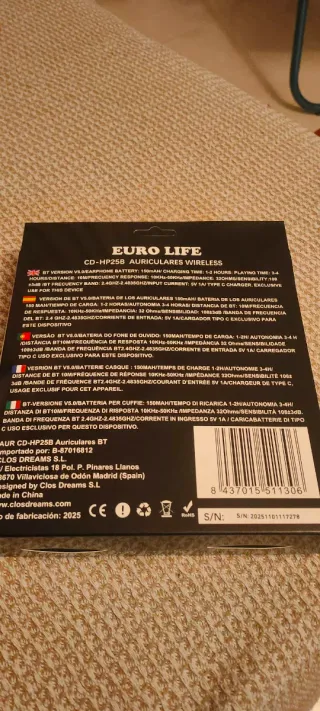 EURO LIFE
CD-HP25B AURICULARES WIRELESS
BT VERSION V5.0/EARPHONE BATTERY: 150mAH/ CHARGING TIME: 1-2 HOURS: PLAYING TIME: 3-4
HOURS/DISTANCE: 10M/FRECUENCY RESPONSE: 10KHz-50KHz/IMPEDANCE: 32OHMS/SENSIBILITY:105
±3dB /BT FRECUENCY BAND: 2.4GHZ-2.4835GHZ/INPUT CURRENT: 5V 1A/ TYPE C CHARGER. EXCLUSIVE
USE FOR THIS DEVICE
VERSION DE BT V5.0/BATERIA DE LOS AURICULARES 150mAH/ BATERIA DE LOS AURICULARES
150 MAH/TIEMPO DE CARGA. 1-2 HORAS/AUTONOMIA 3-4 HORAS/ DISTANCIA DE BT: 10M/FRECUENCIA
DE RESPUESTA: 10KHz-50KHz/IMPEDANCIA: 32 Ohms/SENSIBILIDAD: 105±3dB /BANDA DE FRECUENCIA
DEL BT: 2.4 GHZ-2.4835GHZ/CORRIENTE DE ENTRADA: 5V 1A/CARGADOR TIPO C EXCLUSIVO PARA
ESTE DISPOSITIVO
VERSÃO BT V5.0/BATERIA DO FONE DE OUVIDO: 150MAH/TEMPO DE CARGA: 1-2H/ AUTONOMIA 3-4 H
/DISTÂNCIA BT10M/FREQUÊNCIA DE RESPOSTA 10KHz-50KHz /IMPEDÂNCIA 32 Ohms/SENSIBILIDADE
105±3dB /BANDA DE FREQUÊNCIA BT2.4GHZ-2.4835GHZ/CORRENTE DE ENTRADA 5V 1A/ CARREGADOR
TIPO C USO EXCLUSIVO PARA ESSE DISPOSITIVO.
VERSION BT V5.0/BATTERIE CASQUE : 150MAH/TEMPS DE CHARGE 1-2H/AUTONOMIE 3-4H/
DISTANCE DE BT 10M/FRÉQUENCE DE RÉPONSE 10KHz-50KHz /IMPÉDANCE 32Ohms/SENSIBILITÉ 105±
3dB /BANDE DE FRÉQUENCE BT2.4GHZ-2.4835GHZ/COURANT D'ENTRÉE 5V 1A/CHARGEUR DE TYPE C,
USAGE EXCLUSIF POUR CET APPAREIL.
BT-VERSIONE V5.0/BATTERIA PER CUFFIE: 150MAH/TEMPO DI RICARICA 1-2H/AUTONOMIA 3-4H/
DISTANZA DI BT10M/FREQUENZA DI RISPOSTA 10KHz-50KHz /IMPEDANZA 32Ohms/SENSIBILITÀ 105±3dB.
BANDA DI FREQUENZA BT 2.4GHZ-2.4835GHZ/CORRENTE IN INGRESSO 5V 1A/. CARICABATTERIE DI TIPO
C USO EXCLUSIVO PER QUESTO DISPOSITIVO.
AUR CD-HP25B Auriculares BT
mportado por: B-87016812
CLOS DREAMS S.L
/ Electricistas 18 Pol. P. Pinares Llanos
8670 Villaviciosa de Odón Madrid (Spain)
esigned by Clos Dreams S.L
Made in China
www.closdreams.com
o de fabricación: 2025
CE
RoHS
8 437015 511306
S/N: S/N: 20251101117278